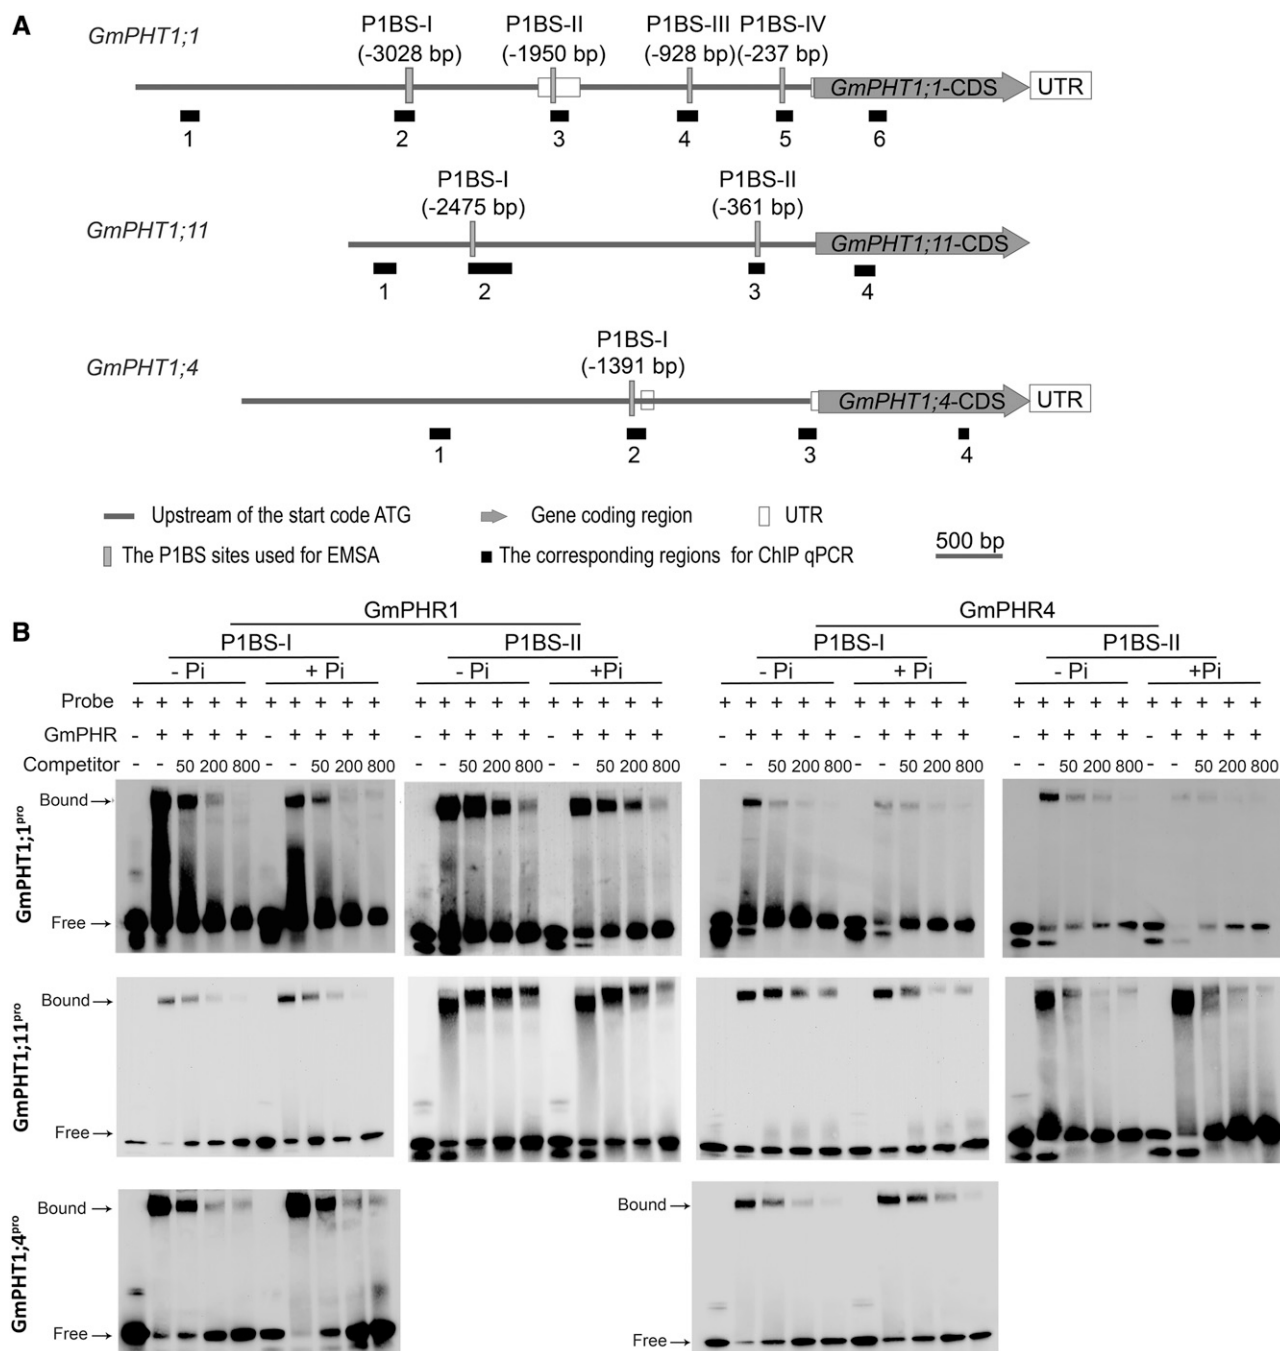 A
GmPHT1;1
P1BS-I P1BS-II P1BS-III P1BS-IV
(-3028 bp) (-1950 bp) (-928 bp) (-237 bp)
GmPHT1;1-CDS UTR
1 2 3 4 5 6
P1BS-I P1BS-II
(-2475 bp) (-361 bp)
GmPHT1;11
GmPHT1;11-CDS
1 2 3 4
P1BS-I
(-1391 bp)
GmPHT1;4
GmPHT1;4-CDS UTR
1 2 3 4
Upstream of the start code ATG Gene coding region UTR
The P1BS sites used for EMSA The corresponding regions for ChIP qPCR 500 bp
B
GmPHR1 GmPHR4
P1BS-I P1BS-II P1BS-I P1BS-II
- Pi + Pi - Pi +Pi - Pi + Pi - Pi +Pi
Probe + + + + + + + + + + + + + + + + + + + + + + + + + + + + + + + + + + + + + + + +
GmPHR - + + + + - + + + + - + + + + - + + + + - + + + + - + + + + - + + + + - + + + +
Competitor - - 50 200 800 - - 50 200 800 - - 50 200 800 - - 50 200 800 - - 50 200 800 - - 50 200 800 - - 50 200 800 - - 50 200 800
GmPHT1;1pro
Bound
Free
GmPHT1;11pro
Bound
Free
GmPHT1;4pro
Bound
Free
Bound
Free